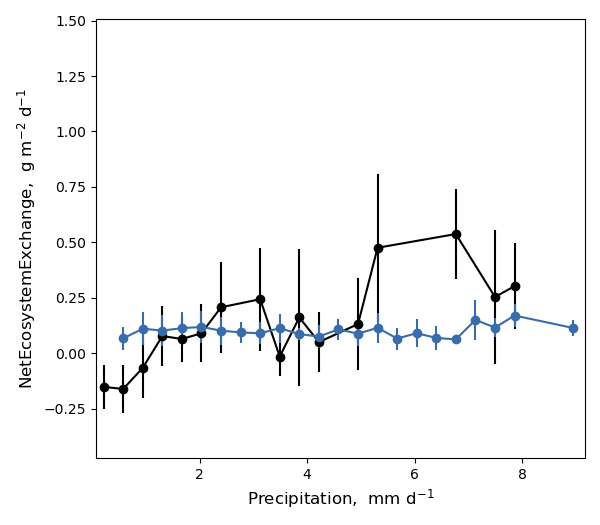 1.50
1.25
1.00
0.75
0.50
0.25
0.00
−0.25
NetEcosystemExchange, g m⁻² d⁻¹
2 4 6 8
Precipitation, mm d⁻¹